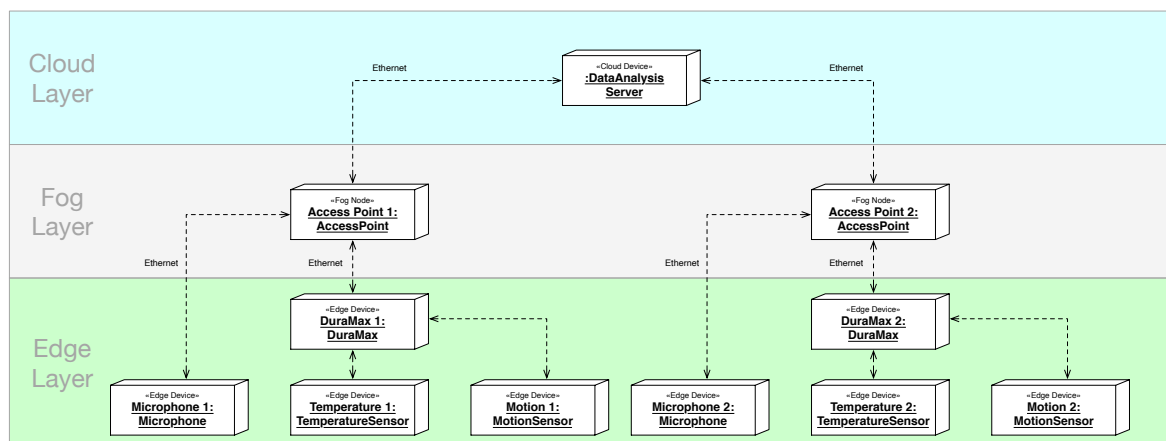 Cloud
Layer
Ethernet
«Cloud Device»
:DataAnalysis
Server
Ethernet
Fog
Layer
«Fog Node»
Access Point 1:
AccessPoint
«Fog Node»
Access Point 2:
AccessPoint
Ethernet
Ethernet
Ethernet
Ethernet
Edge
Layer
«Edge Device»
DuraMax 1:
DuraMax
«Edge Device»
DuraMax 2:
DuraMax
«Edge Device»
Microphone 1:
Microphone
«Edge Device»
Temperature 1:
TemperatureSensor
«Edge Device»
Motion 1:
MotionSensor
«Edge Device»
Microphone 2:
Microphone
«Edge Device»
Temperature 2:
TemperatureSensor
«Edge Device»
Motion 2:
MotionSensor